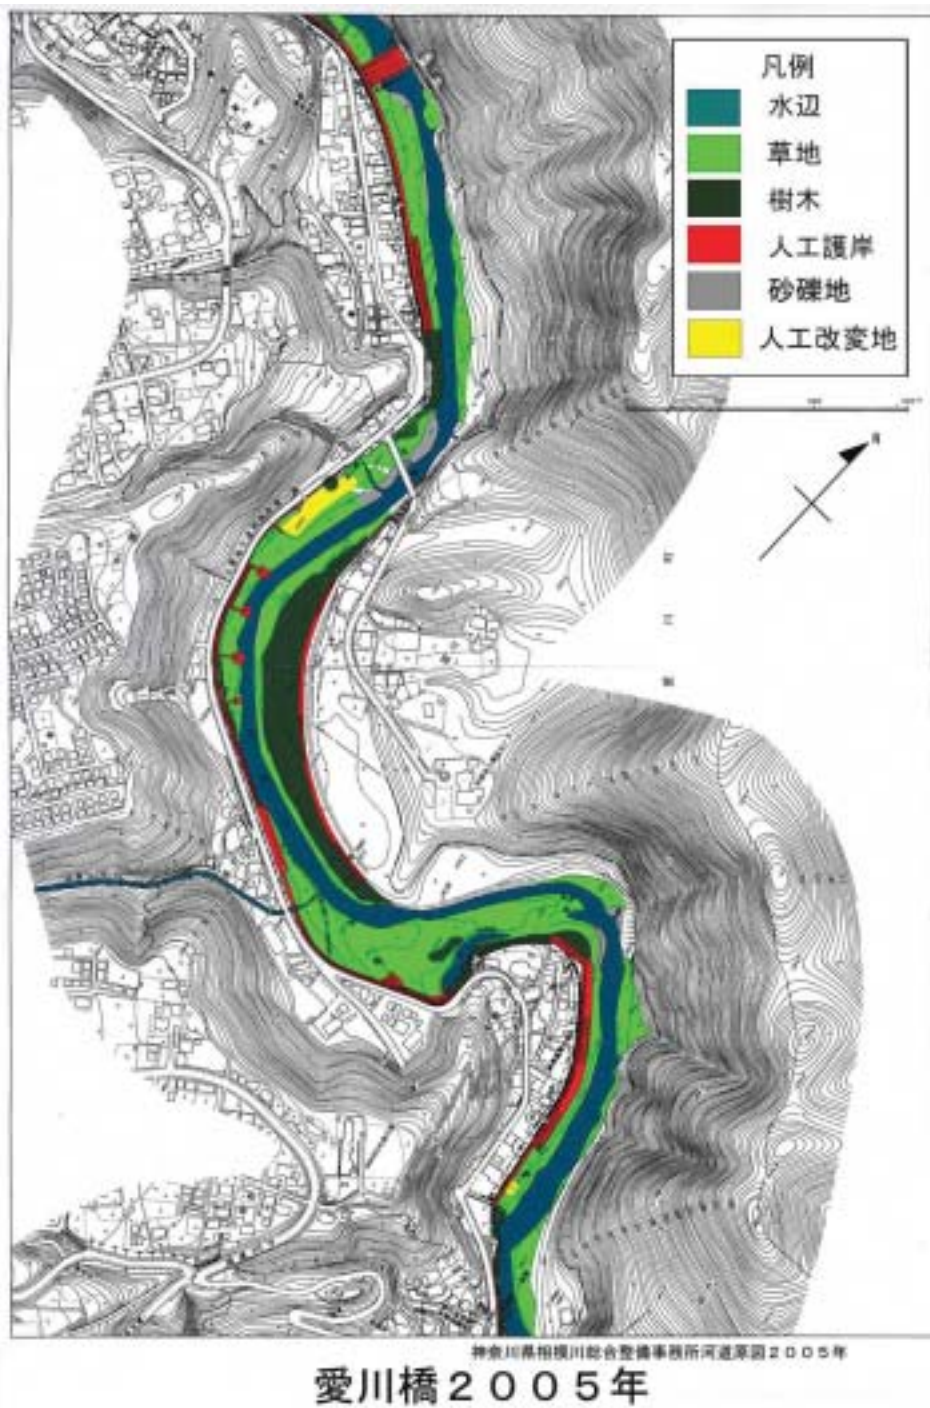 凡例
水辺
草地
樹木
人工護岸
砂礫地
人工改変地
神奈川県相模川総合整備事務所河道原図２００５年
愛川橋２００５年